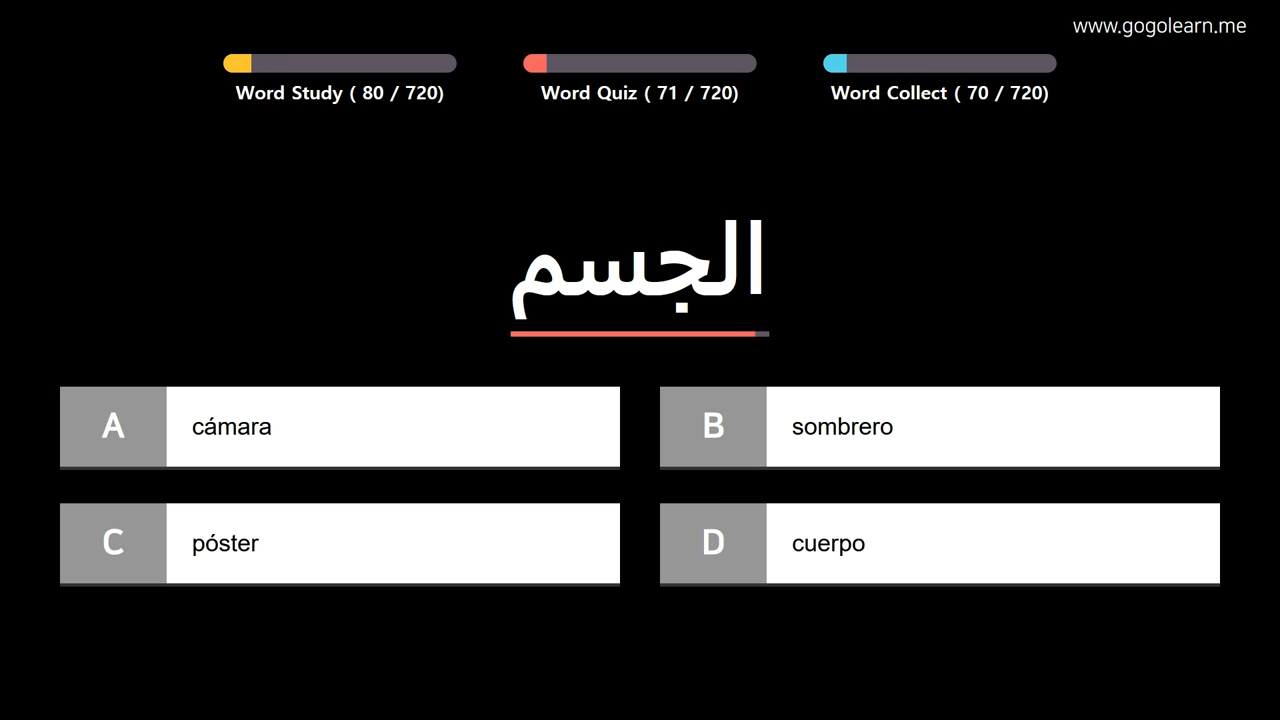 www.gogolearn.me
Word Study ( 80 / 720)
Word Quiz ( 71 / 720)
Word Collect ( 70 / 720)
الجسم
A cámara
B sombrero
C póster
D cuerpo